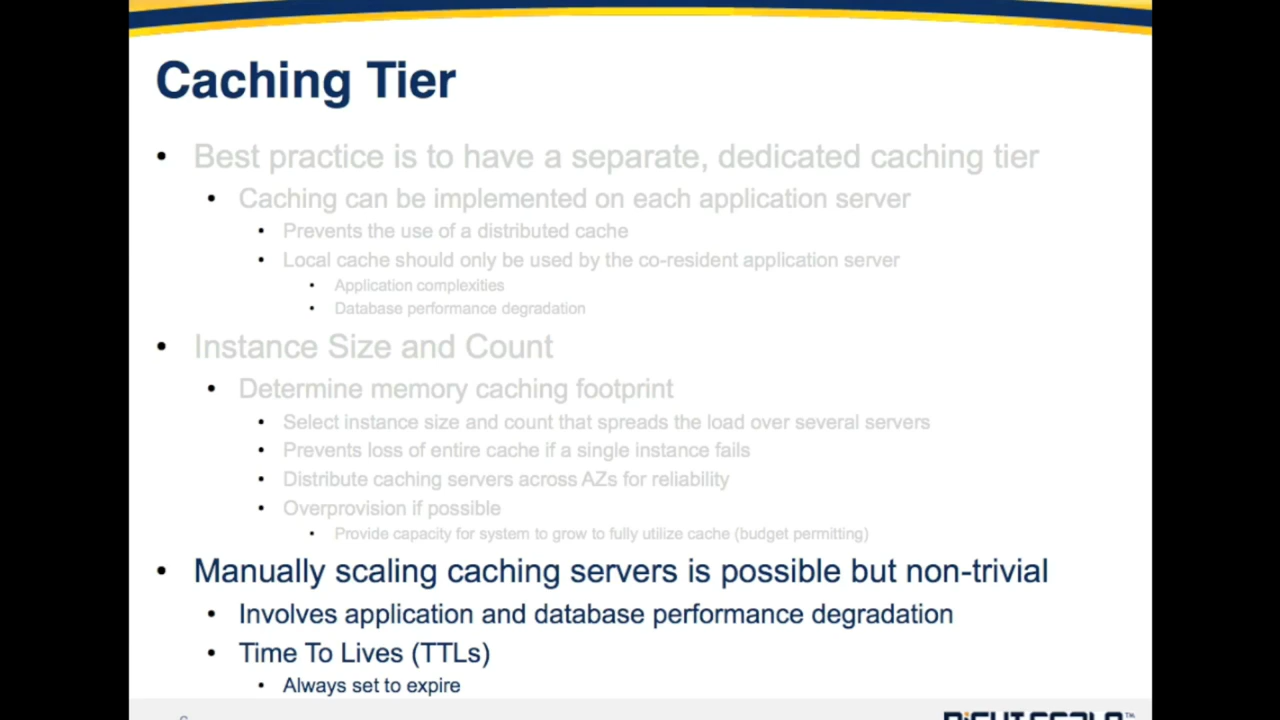 Caching Tier
Best practice is to have a separate, dedicated caching tier
Caching can be implemented on each application server
Prevents the use of a distributed cache
Local cache should only be used by the co-resident application server
Application complexities
Database performance degradation
Instance Size and Count
Determine memory caching footprint
Select instance size and count that spreads the load over several servers
Prevents loss of entire cache if a single instance fails
Distribute caching servers across AZs for reliability
Overprovision if possible
Provide capacity for system to grow to fully utilize cache (budget permitting)
Manually scaling caching servers is possible but non-trivial
Involves application and database performance degradation
Time To Lives (TTLs)
Always set to expire